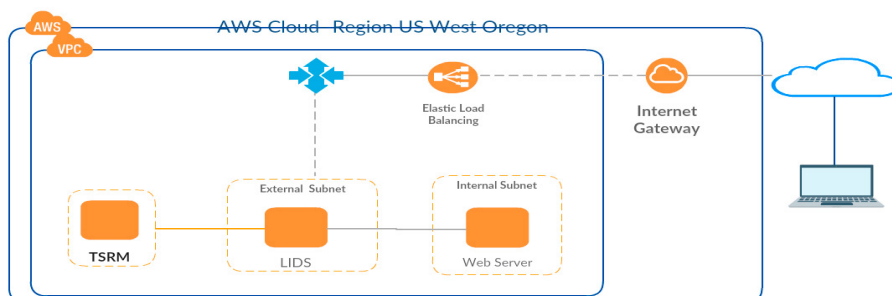 AWS Cloud Region US West Oregon
AWS
VPC
Elastic Load
Balancing
Internet
Gateway
External Subnet
Internal Subnet
TSRM
LIDS
Web Server